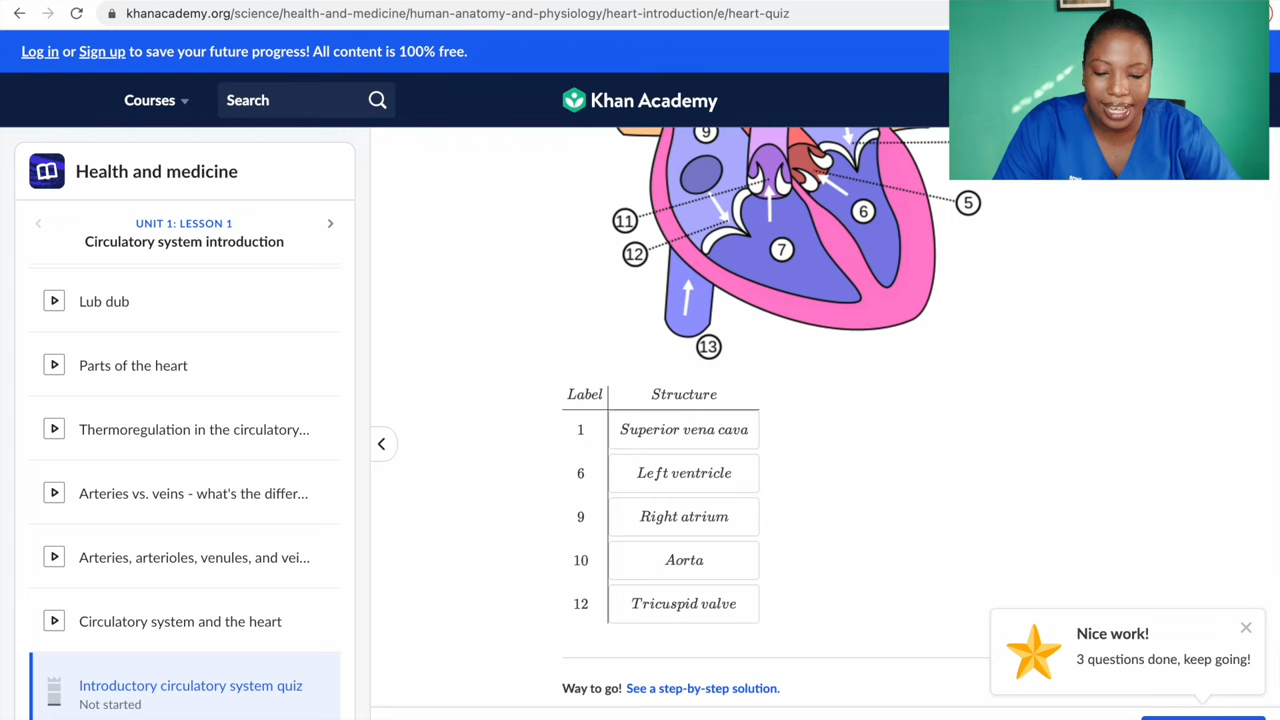 khanacademy.org/science/health-and-medicine/human-anatomy-and-physiology/heart-introduction/e/heart-quiz
Log in or Sign up to save your future progress! All content is 100% free.
Courses
Search
Khan Academy
Health and medicine
UNIT 1: LESSON 1
Circulatory system introduction
Lub dub
Parts of the heart
Thermoregulation in the circulatory...
Arteries vs. veins - what's the differ...
Arteries, arterioles, venules, and vei...
Circulatory system and the heart
Introductory circulatory system quiz
Not started
9
5
11
6
12
7
13
Label Structure
1 Superior vena cava
6 Left ventricle
9 Right atrium
10 Aorta
12 Tricuspid valve
Way to go! See a step-by-step solution.
Nice work!
3 questions done, keep going!